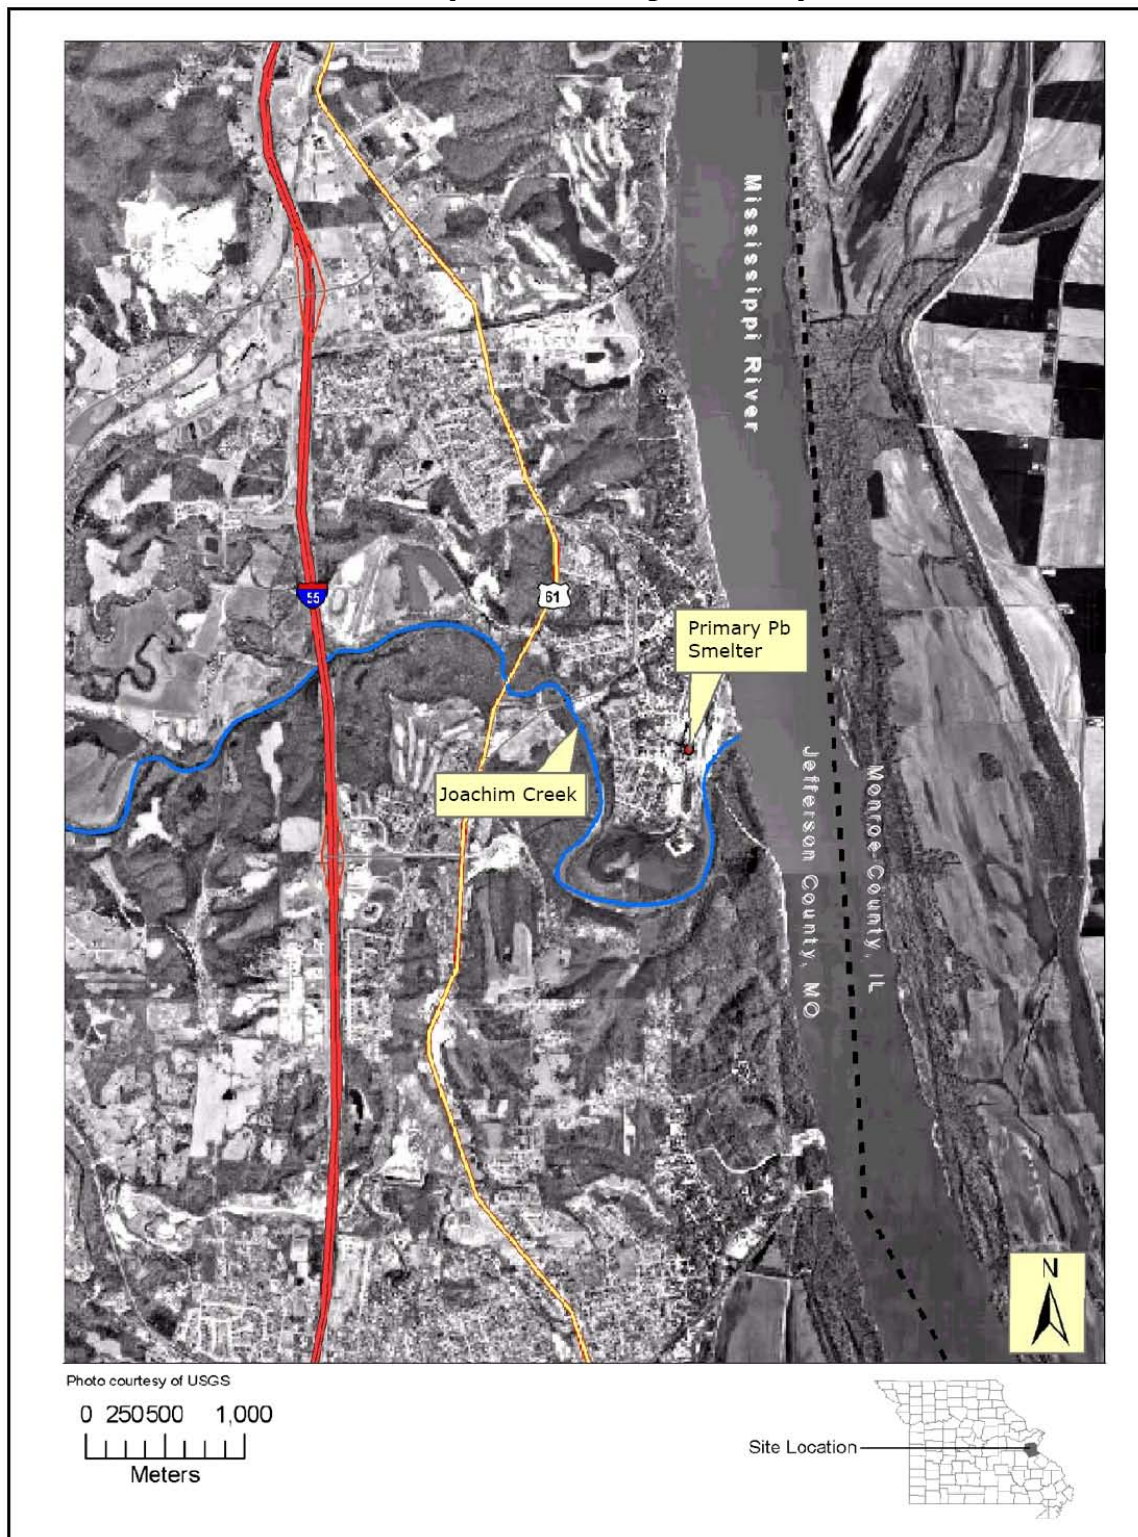 Mississippi River
55
61
Primary Pb
Smelter
Joachim Creek
Jefferson County, MO
Monroe County, IL
N
Photo courtesy of USGS
0 250500 1,000
Meters
Site Location